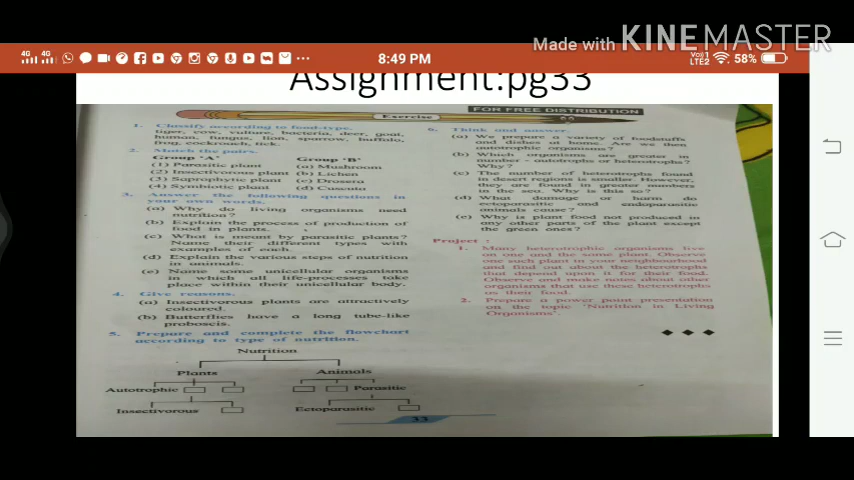 Made with KINEMASTER
4G 4G 8:49 PM Vo)) LTE2 58%
Assignment:pg33
FOR FREE DISTRIBUTION
Exercise
1. Classify according to food-type.
tiger, cow, vulture, bacteria, deer, goat,
human, fungus, lion, sparrow, buffalo,
frog, cockroach, tick.
2. Match the pairs.
Group 'A' Group 'B'
(1) Parasitic plant (a) Mushroom
(2) Insectivorous plant (b) Lichen
(3) Saprophytic plant (c) Drosera
(4) Symbiotic plant (d) Cuscuta
3. Answer the following questions in
your own words.
(a) Why do living organisms need
nutrition?
(b) Explain the process of production of
food in plants.
(c) What is meant by parasitic plants?
Name their different types with
examples of each.
(d) Explain the various steps of nutrition
in animals.
(e) Name some unicellular organisms
in which all life-processes take
place within their unicellular body.
4. Give reasons.
(a) Insectivorous plants are attractively
coloured.
(b) Butterflies have a long tube-like
proboscis.
5. Prepare and complete the flowchart
according to type of nutrition.
Nutrition
Plants Animals
Autotrophic Parasitic
Insectivorous Ectoparasitic
6. Think and answer.
(a) We prepare a variety of foodstuffs
and dishes at home. Are we then
autotrophic organisms?
(b) Which organisms are greater in
number - autotrophs or heterotrophs?
Why?
(c) The number of heterotrophs found
in desert regions is smaller. However,
they are found in greater numbers
in the sea. Why is this so?
(d) What damage or harm do
ectoparasitic and endoparasitic
animals cause?
(e) Why is plant food not produced in
any other parts of the plant except
the green ones?
Project :
1. Many heterotrophic organisms live
on one and the same plant. Observe
one such plant in your neighbourhood
and find out about the heterotrophs
that depend upon it for their food.
Observe and make notes about other
organisms that use these heterotrophs
as their food.
2. Prepare a power point presentation
on the topic 'Nutrition in Living
Organisms'.
33